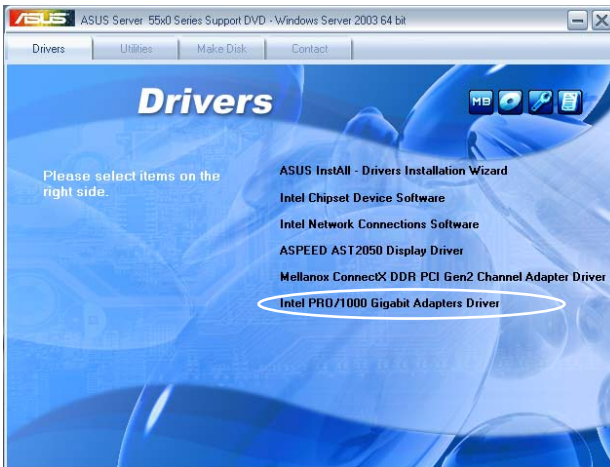 ASUS ASUS Server 55x0 Series Support DVD - Windows Server 2003 64 bit
Drivers Utilities Make Disk Contact
Drivers
MB
Please select items on the
right side.
ASUS InstAll - Drivers Installation Wizard
Intel Chipset Device Software
Intel Network Connections Software
ASPEED AST2050 Display Driver
Mellanox ConnectX DDR PCI Gen2 Channel Adapter Driver
Intel PRO/1000 Gigabit Adapters Driver